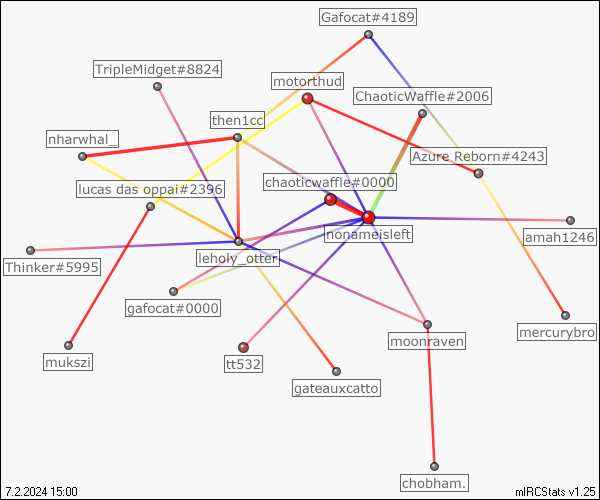 Gafocat#4189
TripleMidget#8824
motorthud
ChaoticWaffle#2006
then1cc
nharwhal_
Azure Reborn#4243
chaoticwaffle#0000
lucas das oppai#2396
nonameisleft
amah1246
leholy_otter
Thinker#5995
gafocat#0000
mercurybro
moonraven
mukszi
tt532
gateauxcatto
chobham.
7.2.2024 15:00
mIRCStats v1.25